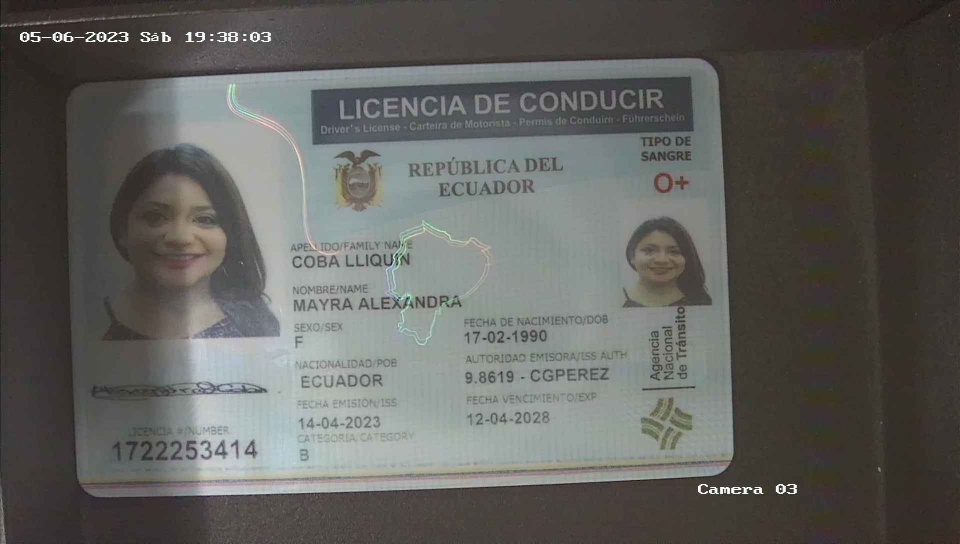 05-06-2023 Sáb 19:38:03
LICENCIA DE CONDUCIR
Driver's License - Carteira de Motorista - Permis de Conduire - Führerschein
REPÚBLICA DEL
ECUADOR
TIPO DE
SANGRE
O+
APELLIDO/FAMILY NAME
COBA LLIQUIN
NOMBRE/NAME
MAYRA ALEXANDRA
SEXO/SEX
F
FECHA DE NACIMIENTO/DOB
17-02-1990
NACIONALIDAD/POB
ECUADOR
AUTORIDAD EMISORA/ISS AUTH
9.8619 - CGPEREZ
FECHA EMISIÓN/ISS
14-04-2023
FECHA VENCIMIENTO/EXP
12-04-2028
CATEGORIA/CATEGORY
B
LICENCIA #/NUMBER
1722253414
Agencia
Nacional
de Tránsito
Camera 03